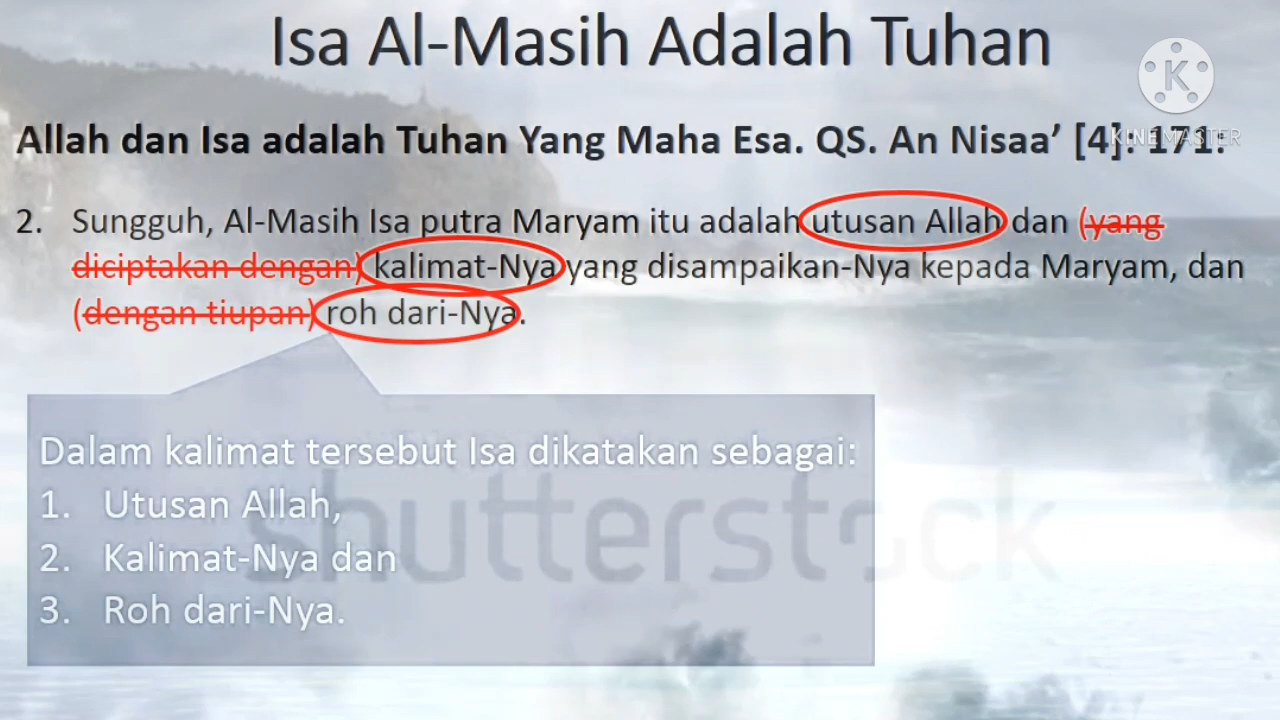 Isa Al-Masih Adalah Tuhan
K
KINEMASTER
Allah dan Isa adalah Tuhan Yang Maha Esa. QS. An Nisaa’ [4]: 171:
2. Sungguh, Al-Masih Isa putra Maryam itu adalah utusan Allah dan (yang
diciptakan dengan) kalimat-Nya yang disampaikan-Nya kepada Maryam, dan
(dengan tiupan) roh dari-Nya.
Dalam kalimat tersebut Isa dikatakan sebagai:
1. Utusan Allah,
2. Kalimat-Nya dan
3. Roh dari-Nya.
shutterstock